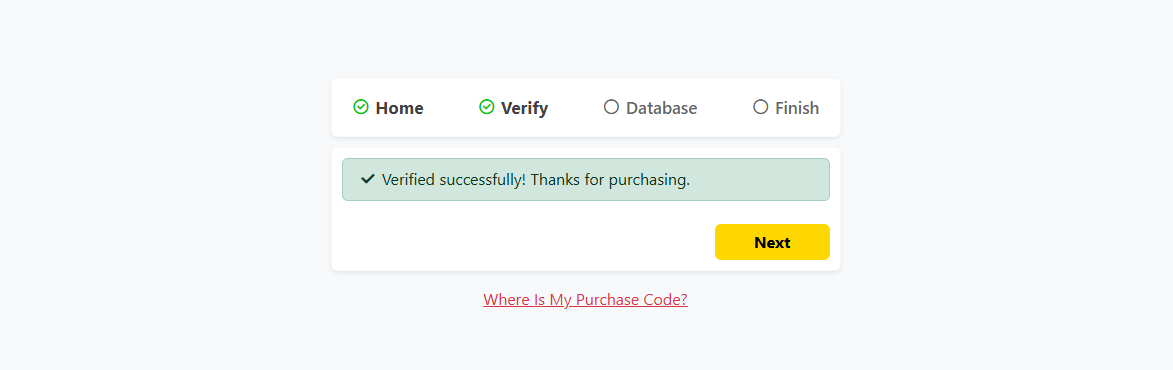 Home Verify Database Finish
Verified successfully! Thanks for purchasing.
Next
Where Is My Purchase Code?